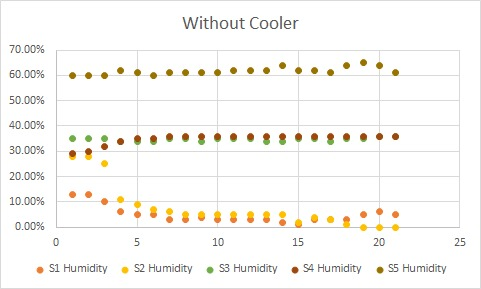 Without Cooler
70.00%
60.00%
50.00%
40.00%
30.00%
20.00%
10.00%
0.00%
0 5 10 15 20 25
S1 Humidity S2 Humidity S3 Humidity S4 Humidity S5 Humidity